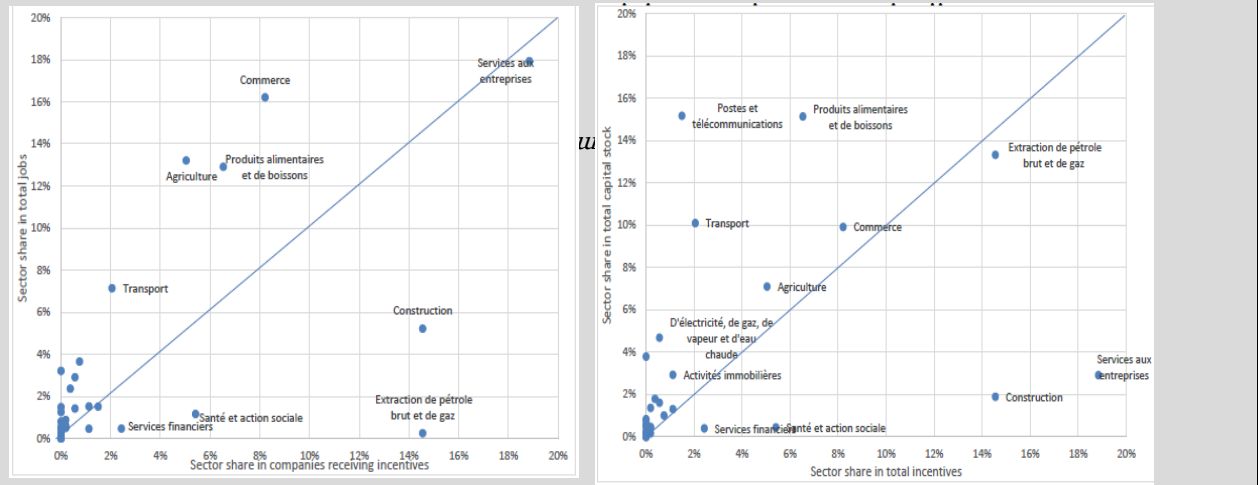 20%
18%
16%
14%
12%
10%
8%
6%
4%
2%
0%
Sector share in total jobs
Services aux
entreprises
Commerce
Produits alimentaires
et de boissons
Agriculture
Transport
Construction
Extraction de pétrole
brut et de gaz
Santé et action sociale
Services financiers
0% 2% 4% 6% 8% 10% 12% 14% 16% 18% 20%
Sector share in companies receiving incentives
20%
18%
16%
14%
12%
10%
8%
6%
4%
2%
0%
Sector share in total capital stock
Postes et
télécommunications
Produits alimentaires
et de boissons
Extraction de pétrole
brut et de gaz
Transport
Commerce
Agriculture
D'électricité, de gaz, de
vapeur et d'eau
chaude
Activités immobilières
Services aux
entreprises
Construction
Services financiers
Santé et action sociale
0% 2% 4% 6% 8% 10% 12% 14% 16% 18% 20%
Sector share in total incentives